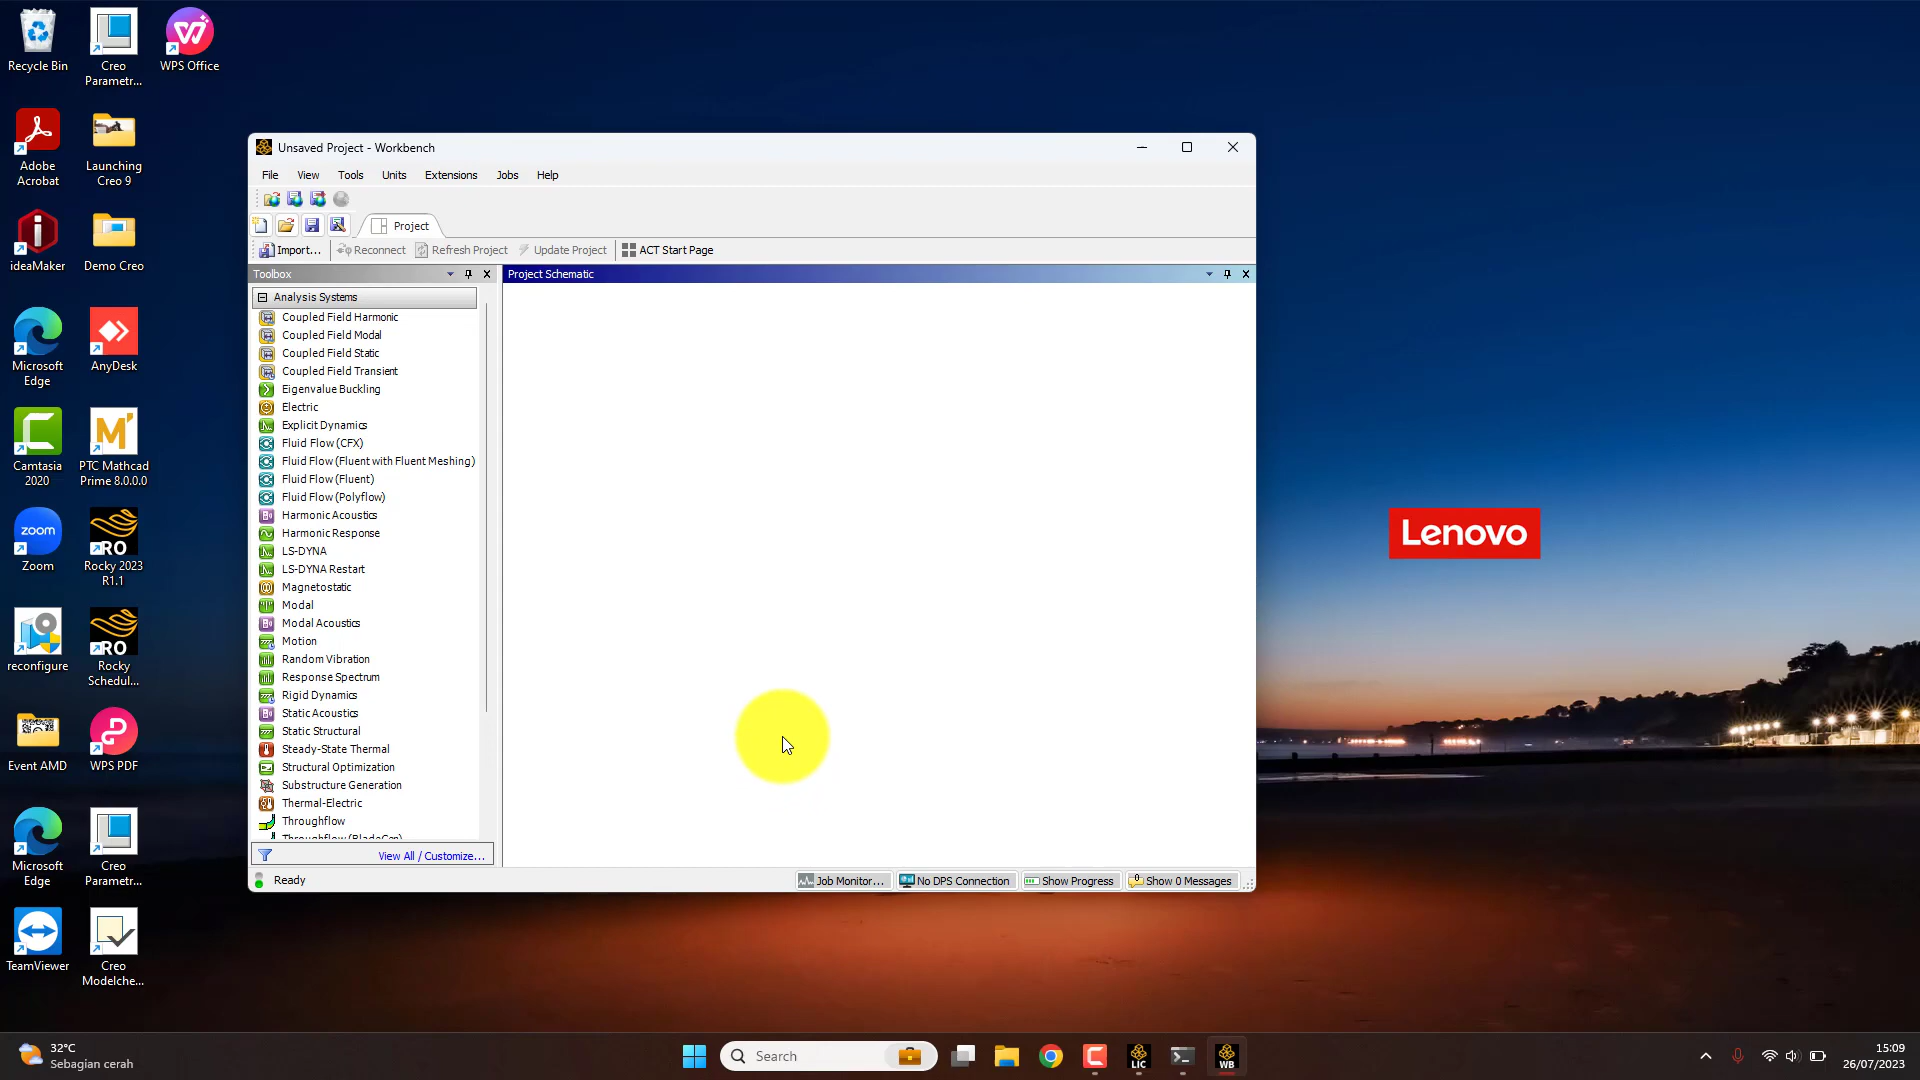 Recycle Bin
Creo
Parametr...
WPS Office
Adobe
Acrobat
Launching
Creo 9
ideaMaker
Demo Creo
Microsoft
Edge
AnyDesk
Camtasia
2020
PTC Mathcad
Prime 8.0.0.0
zoom
Zoom
RO
Rocky 2023
R1.1
reconfigure
RO
Rocky
Schedul...
Event AMD
WPS PDF
Microsoft
Edge
Creo
Parametr...
TeamViewer
Creo
Modelche...
Unsaved Project - Workbench
File View Tools Units Extensions Jobs Help
Project
Import... Reconnect Refresh Project Update Project ACT Start Page
Toolbox
Project Schematic
Analysis Systems
Coupled Field Harmonic
Coupled Field Modal
Coupled Field Static
Coupled Field Transient
Eigenvalue Buckling
Electric
Explicit Dynamics
Fluid Flow (CFX)
Fluid Flow (Fluent with Fluent Meshing)
Fluid Flow (Fluent)
Fluid Flow (Polyflow)
Harmonic Acoustics
Harmonic Response
LS-DYNA
LS-DYNA Restart
Magnetostatic
Modal
Modal Acoustics
Motion
Random Vibration
Response Spectrum
Rigid Dynamics
Static Acoustics
Static Structural
Steady-State Thermal
Structural Optimization
Substructure Generation
Thermal-Electric
Throughflow
Throughflow (BladeGen)
View All / Customize...
Ready
Job Monitor... No DPS Connection Show Progress 0 Show 0 Messages
Lenovo
32°C
Sebagian cerah
Search
LIC
WB
15:09
26/07/2023